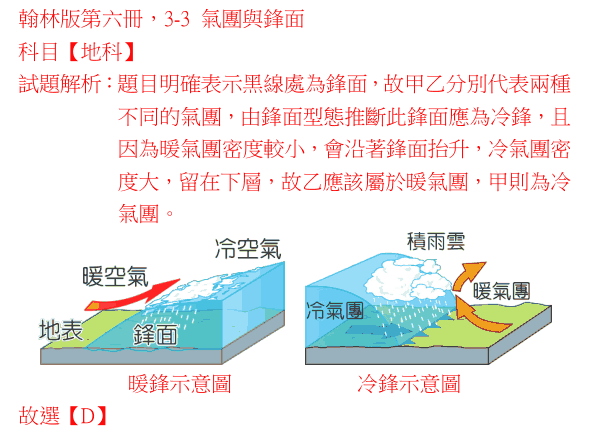 翰林版第六冊，3-3 氣團與鋒面
科目【地科】
試題解析：題目明確表示黑線處為鋒面，故甲乙分別代表兩種
不同的氣團，由鋒面型態推斷此鋒面應為冷鋒，且
因為暖氣團密度較小，會沿著鋒面抬升，冷氣團密
度大，留在下層，故乙應該屬於暖氣團，甲則為冷
氣團。
冷空氣
暖空氣
地表
鋒面
暖鋒示意圖
積雨雲
暖氣團
冷氣團
冷鋒示意圖
故選【D】